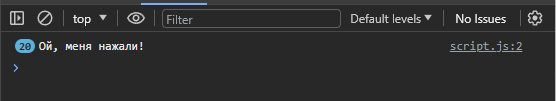 top Filter Default levels No Issues
20 Ой, меня нажали! script.js:2